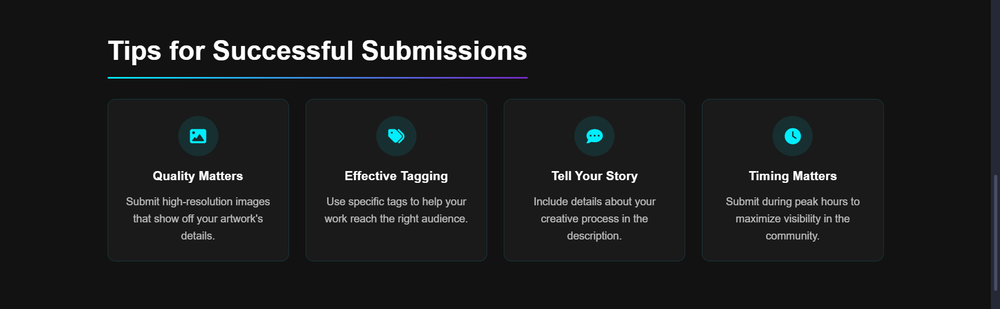 Tips for Successful Submissions
Quality Matters
Submit high-resolution images
that show off your artwork's
details.
Effective Tagging
Use specific tags to help your
work reach the right audience.
Tell Your Story
Include details about your
creative process in the
description.
Timing Matters
Submit during peak hours to
maximize visibility in the
community.